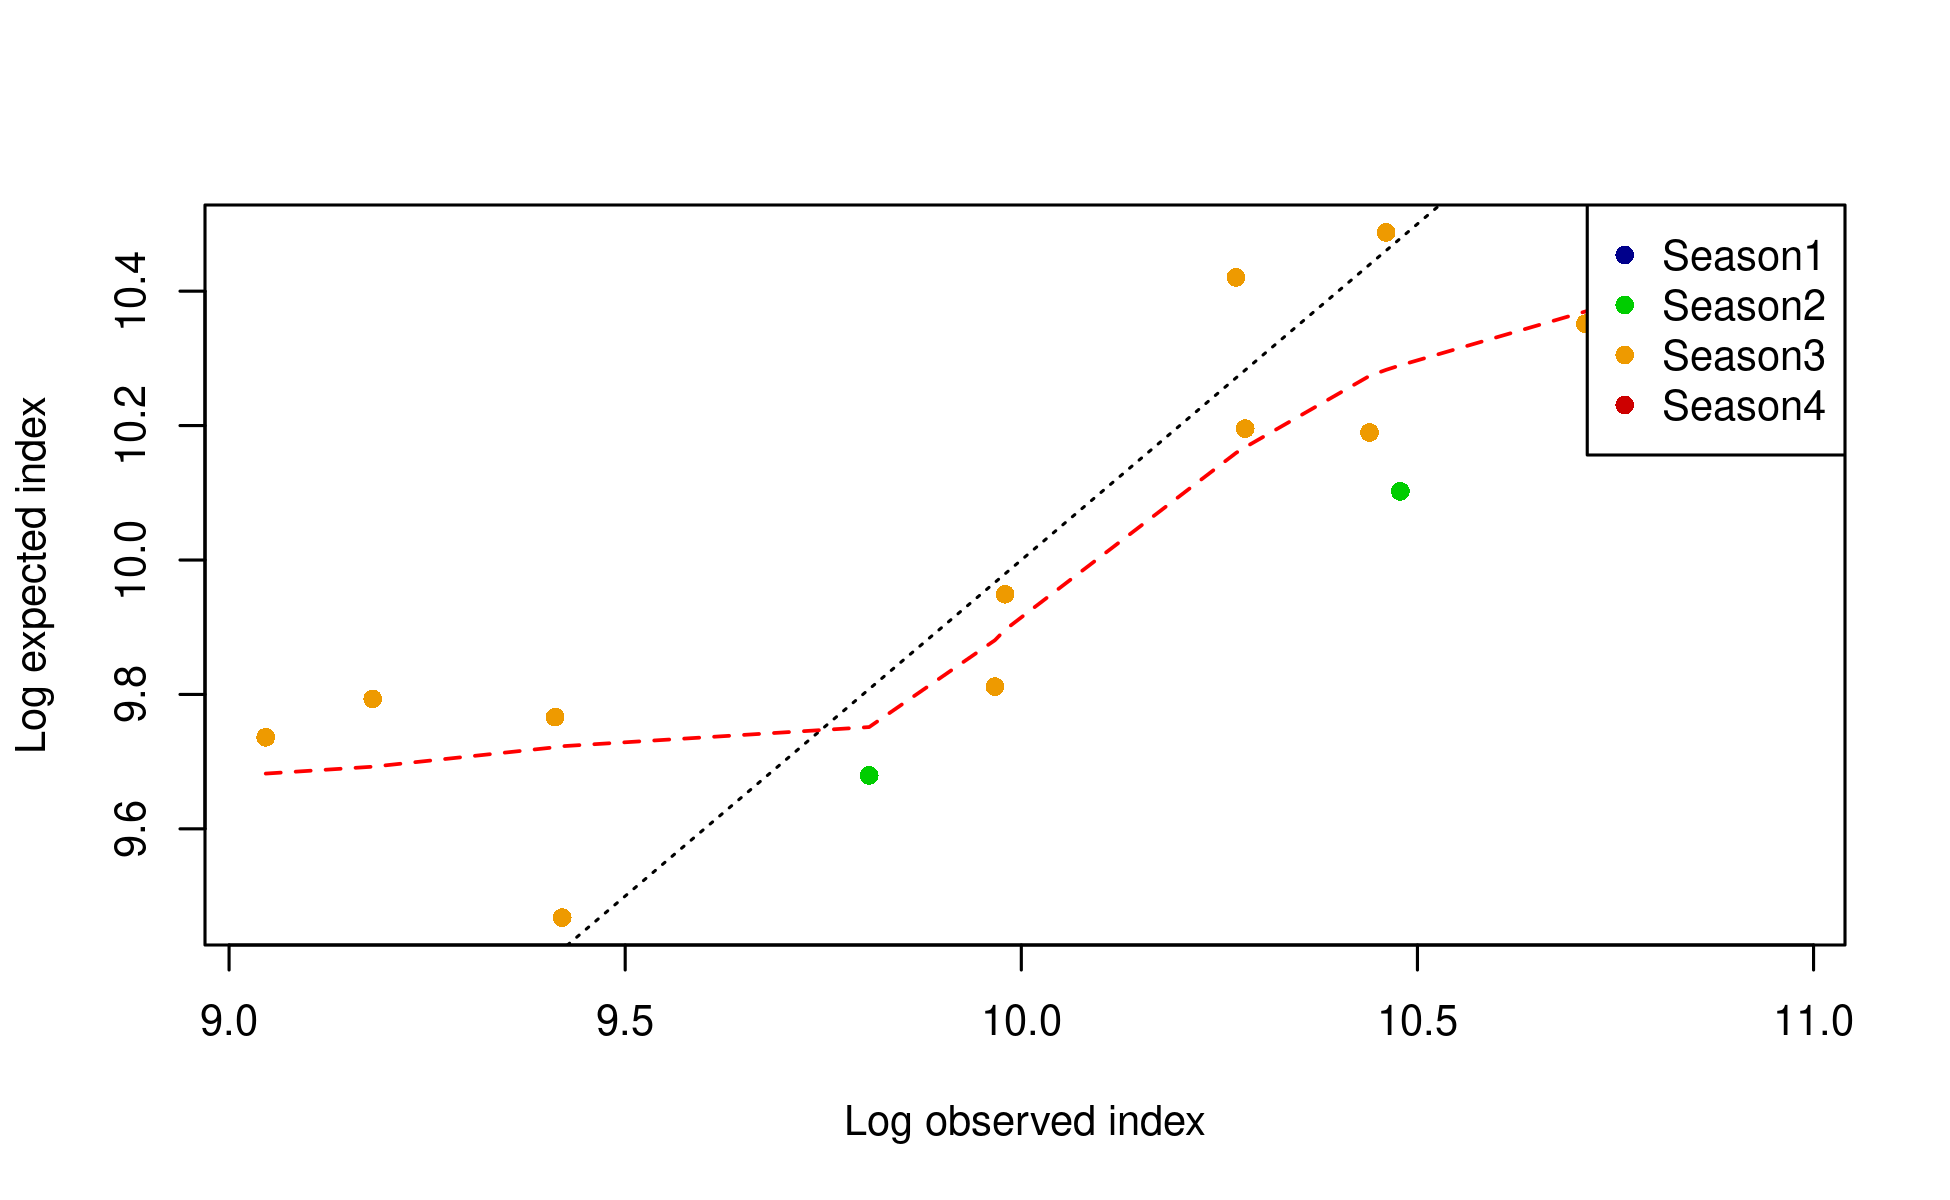 Season1
Season2
Season3
Season4
10.4
10.2
10.0
9.8
9.6
Log expected index
9.0 9.5 10.0 10.5 11.0
Log observed index